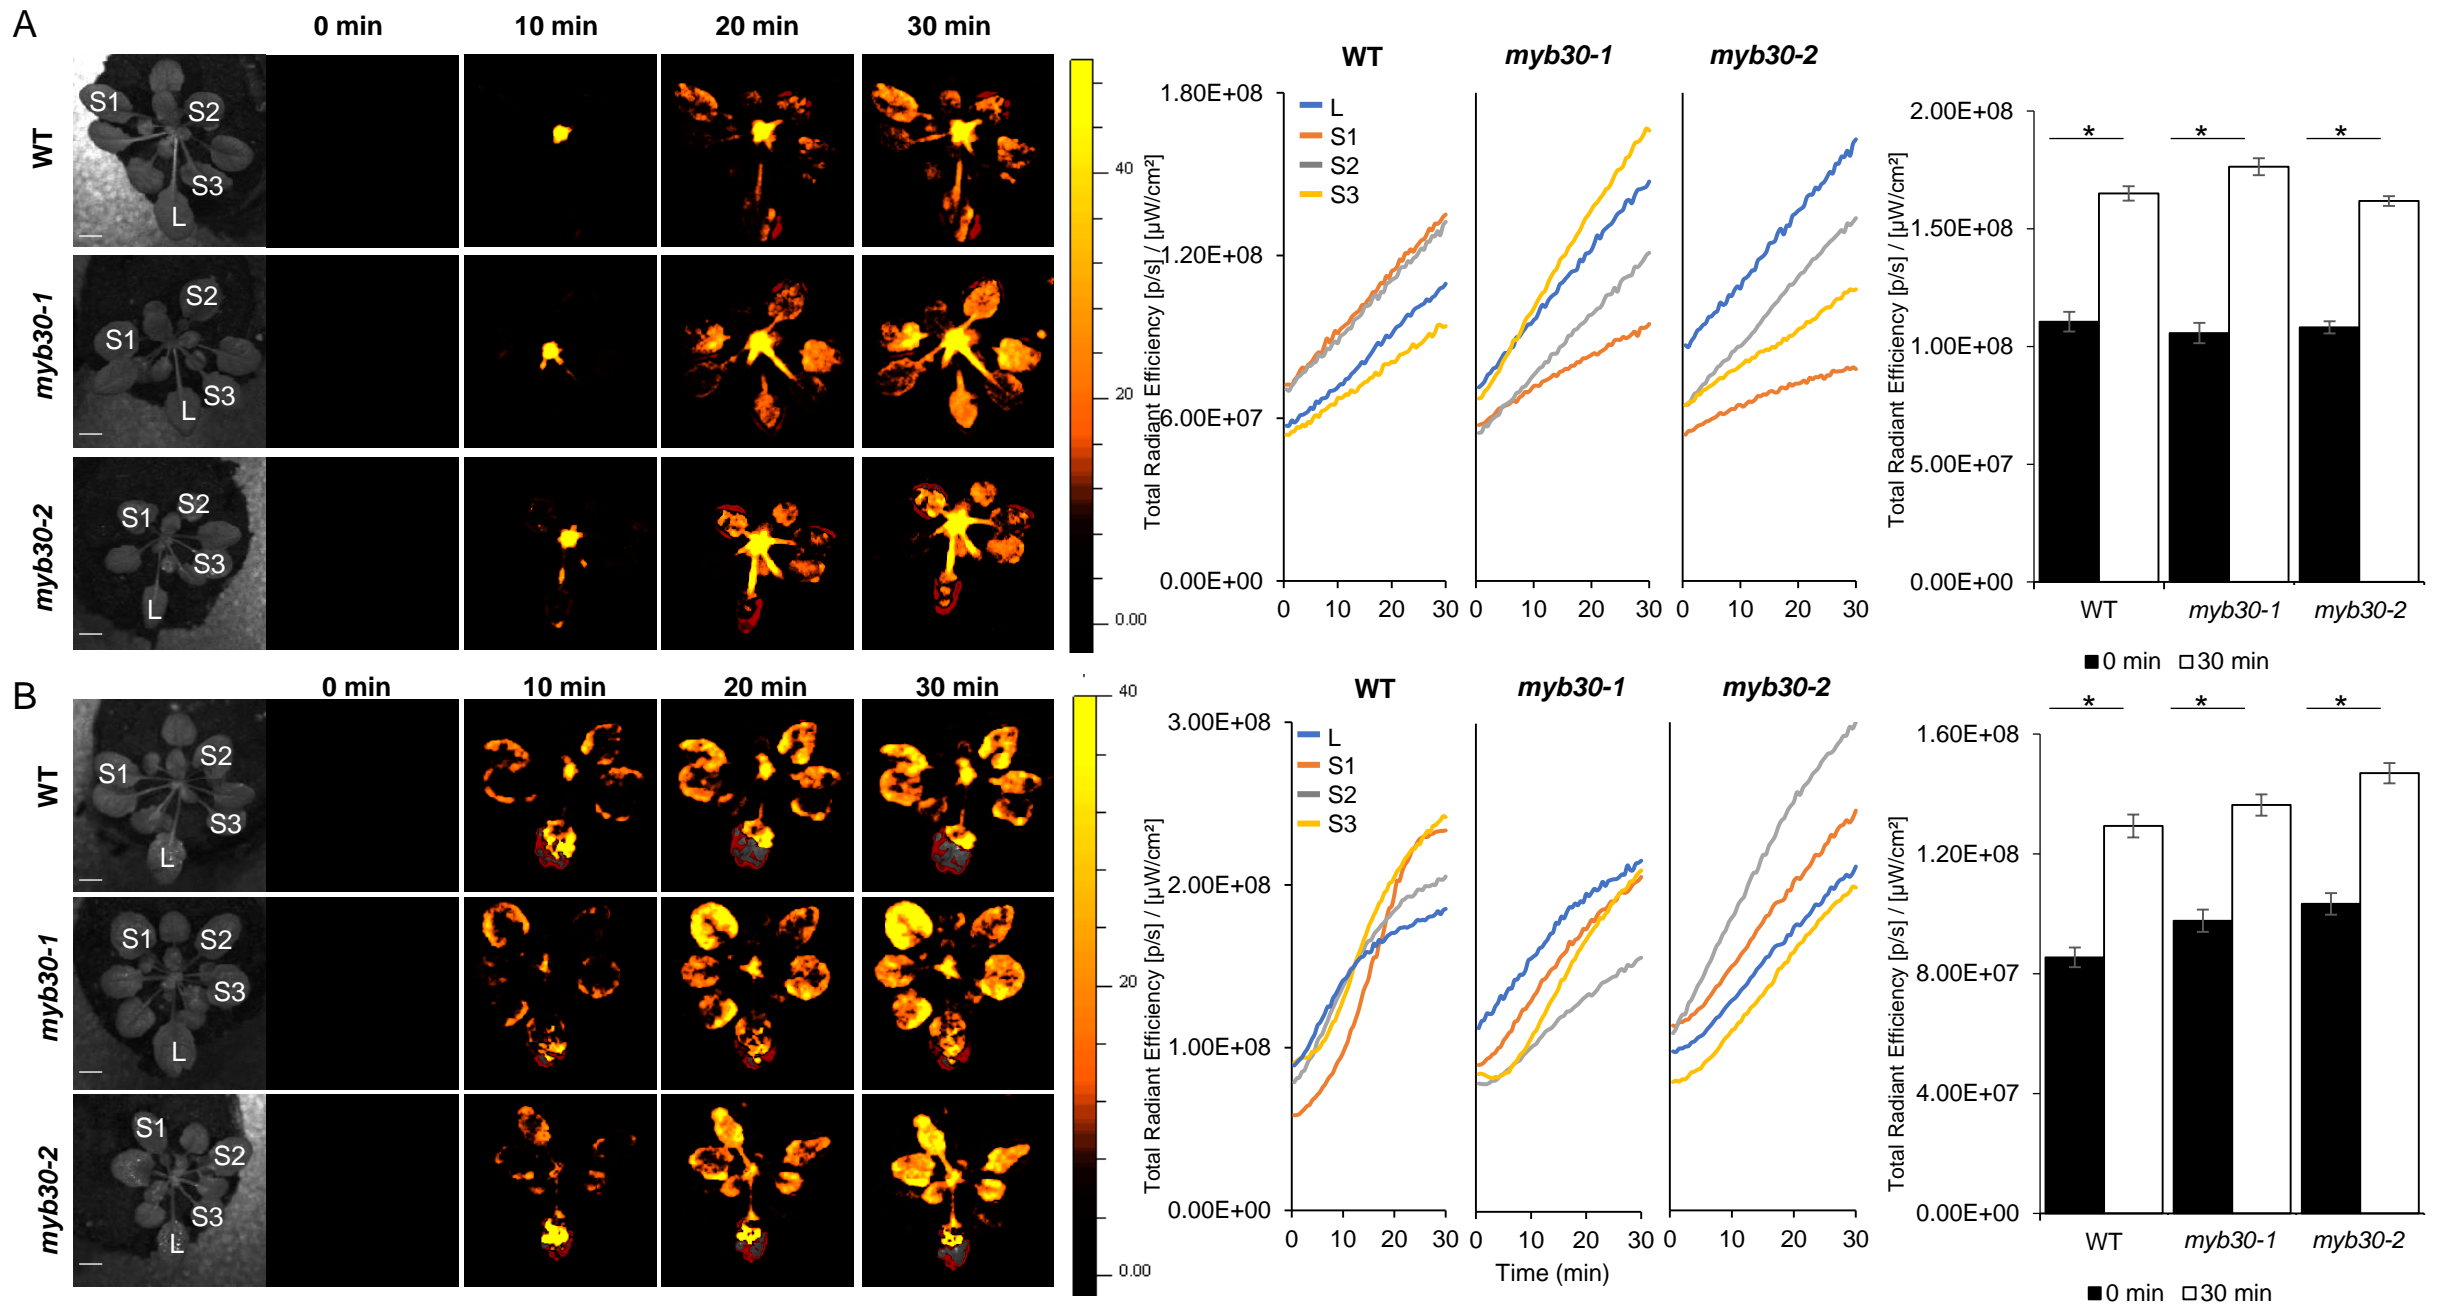 A
0 min
10 min
20 min
30 min
WT
S1
S2
S3
L
myb30-1
S2
S1
S3
L
myb30-2
S2
S1
S3
L
40
20
0.00
Total Radiant Efficiency [p/s] / [µW/cm²]
WT
myb30-1
myb30-2
1.80E+08
1.20E+08
6.00E+07
0.00E+00
L
S1
S2
S3
0 10 20 30
0 10 20 30
0 10 20 30
Total Radiant Efficiency [p/s] / [µW/cm²]
2.00E+08
1.50E+08
1.00E+08
5.00E+07
0.00E+00
* * *
WT myb30-1 myb30-2
0 min 30 min
B
0 min
10 min
20 min
30 min
WT
S1
S2
S3
L
myb30-1
S1
S2
S3
L
myb30-2
S1
S2
S3
L
40
20
0.00
Total Radiant Efficiency [p/s] / [µW/cm²]
WT
myb30-1
myb30-2
3.00E+08
2.00E+08
1.00E+08
0.00E+00
L
S1
S2
S3
0 10 20 30
0 10 20 30
0 10 20 30
Time (min)
Total Radiant Efficiency [p/s] / [µW/cm²]
1.60E+08
1.20E+08
8.00E+07
4.00E+07
0.00E+00
* * *
WT myb30-1 myb30-2
0 min 30 min